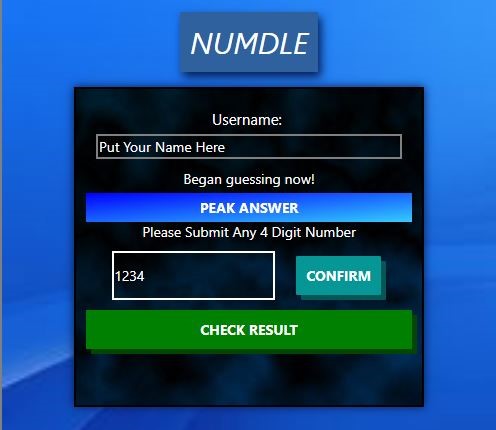 NUMDLE
Username:
Put Your Name Here
Began guessing now!
PEAK ANSWER
Please Submit Any 4 Digit Number
1234
CONFIRM
CHECK RESULT